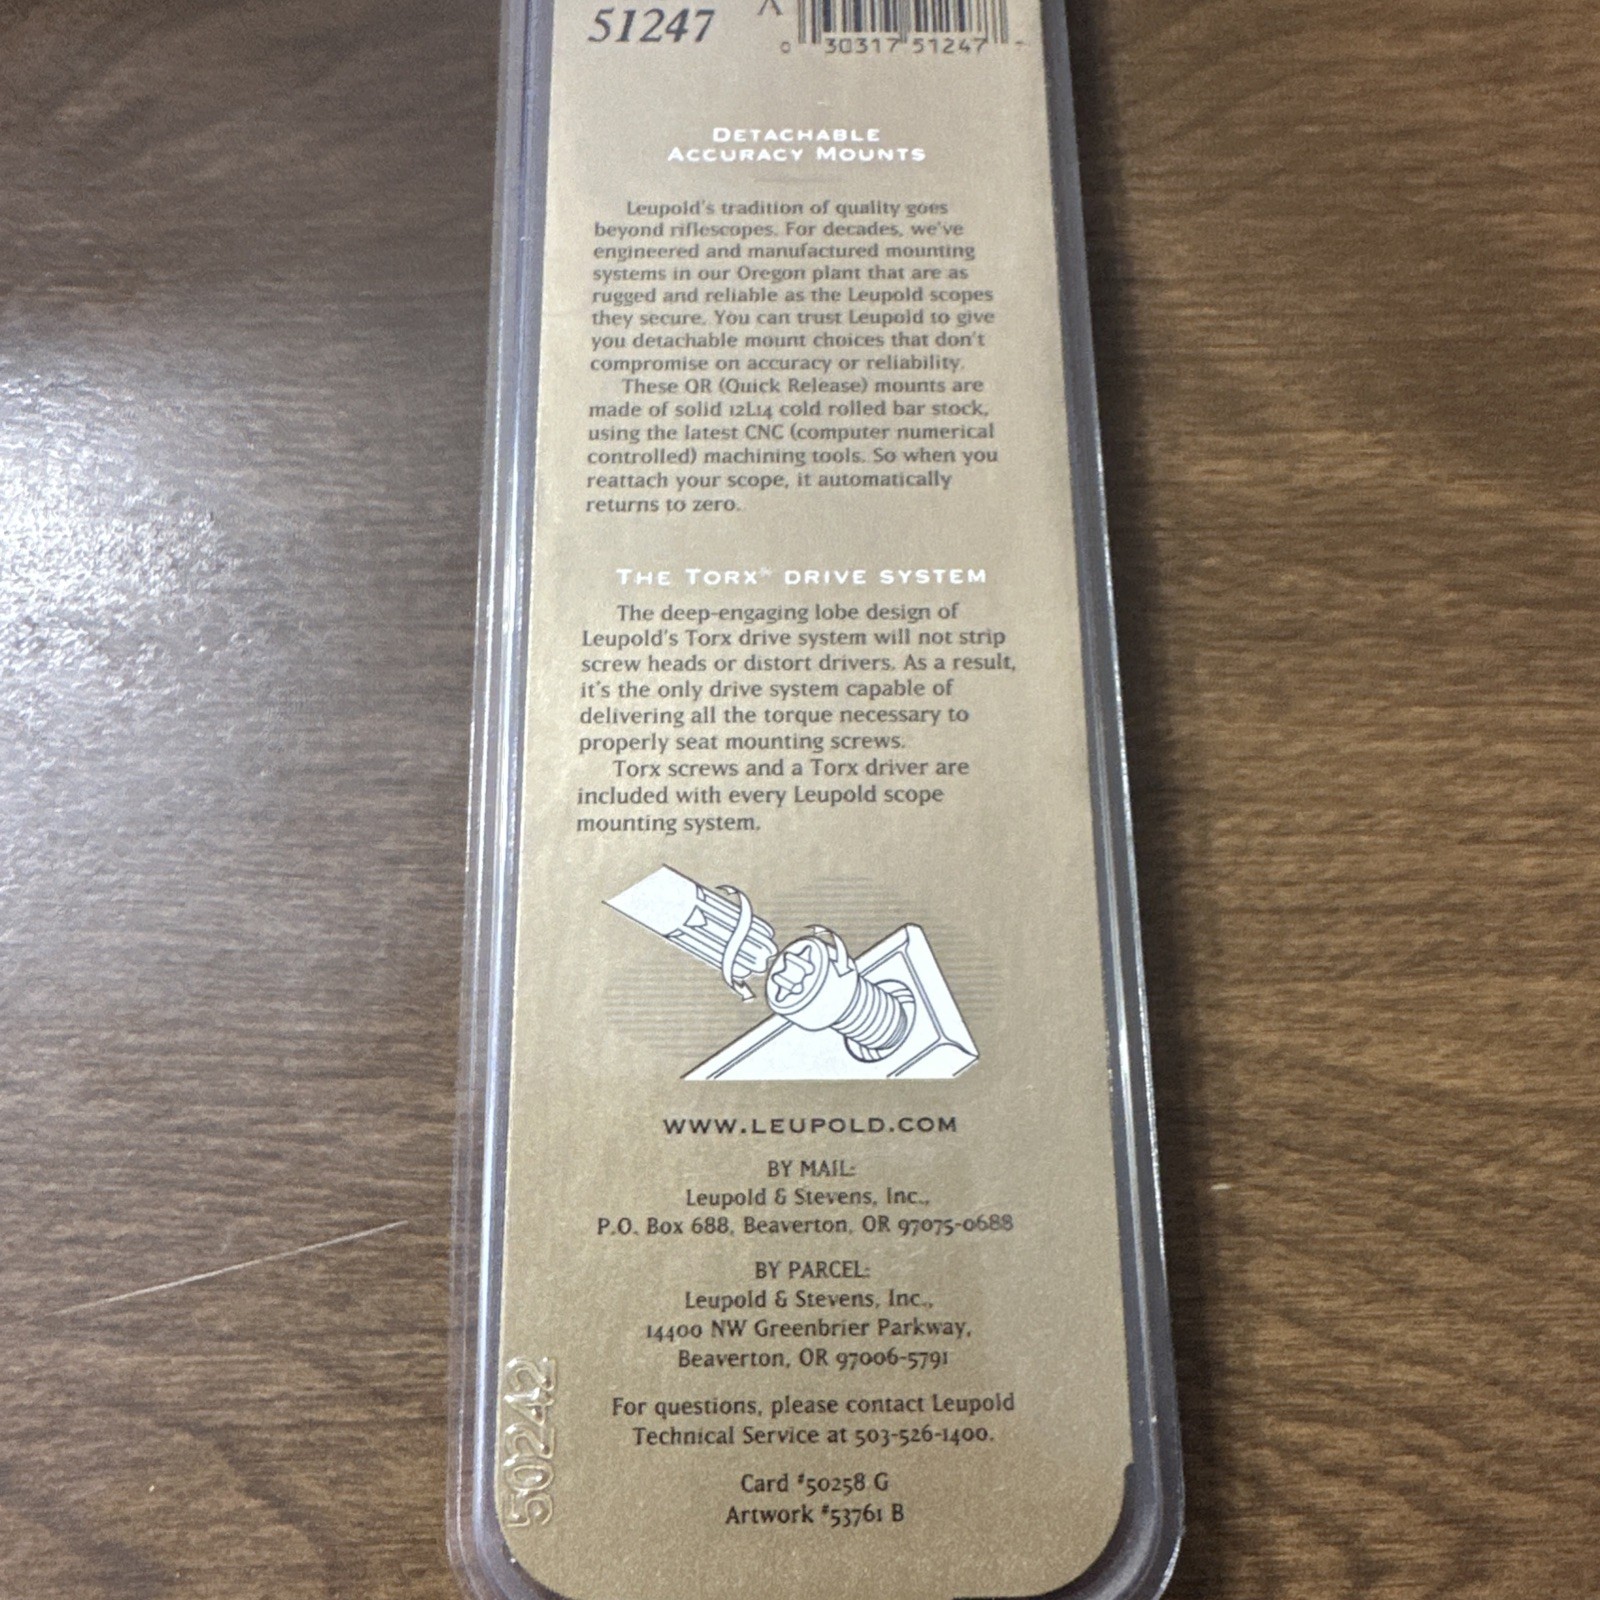 51247
0 30317 51247
DETACHABLE
ACCURACY MOUNTS
Leupold's tradition of quality goes
beyond riflescopes. For decades, we've
engineered and manufactured mounting
systems in our Oregon plant that are as
rugged and reliable as the Leupold scopes
they secure. You can trust Leupold to give
you detachable mount choices that don't
compromise on accuracy or reliability.
These QR (Quick Release) mounts are
made of solid 12L14 cold rolled bar stock,
using the latest CNC (computer numerical
controlled) machining tools. So when you
reattach your scope, it automatically
returns to zero.
THE TORX® DRIVE SYSTEM
The deep-engaging lobe design of
Leupold's Torx drive system will not strip
screw heads or distort drivers. As a result,
it's the only drive system capable of
delivering all the torque necessary to
properly seat mounting screws.
Torx screws and a Torx driver are
included with every Leupold scope
mounting system.
WWW.LEUPOLD.COM
BY MAIL:
Leupold & Stevens, Inc.,
P.O. Box 688, Beaverton, OR 97075-0688
BY PARCEL:
Leupold & Stevens, Inc.,
14400 NW Greenbrier Parkway,
Beaverton, OR 97006-5791
For questions, please contact Leupold
Technical Service at 503-526-1400.
Card #50258 G
Artwork #53761 B
50242